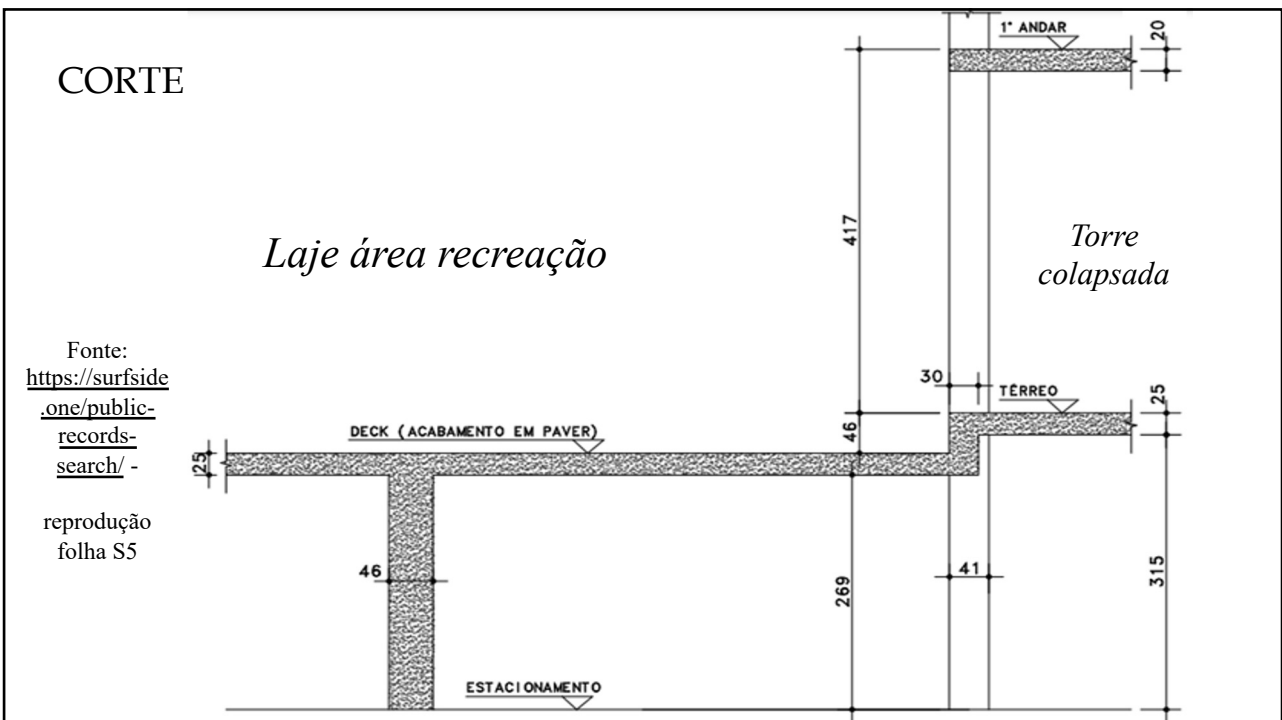 CORTE
1° ANDAR
20
417
Laje área recreação
Torre
colapsada
Fonte:
https://surfside
.one/public-
records-
search/ -
reprodução
folha S5
30
TÉRREO
25
46
DECK (ACABAMENTO EM PAVER)
25
46
269
41
315
ESTACIONAMENTO